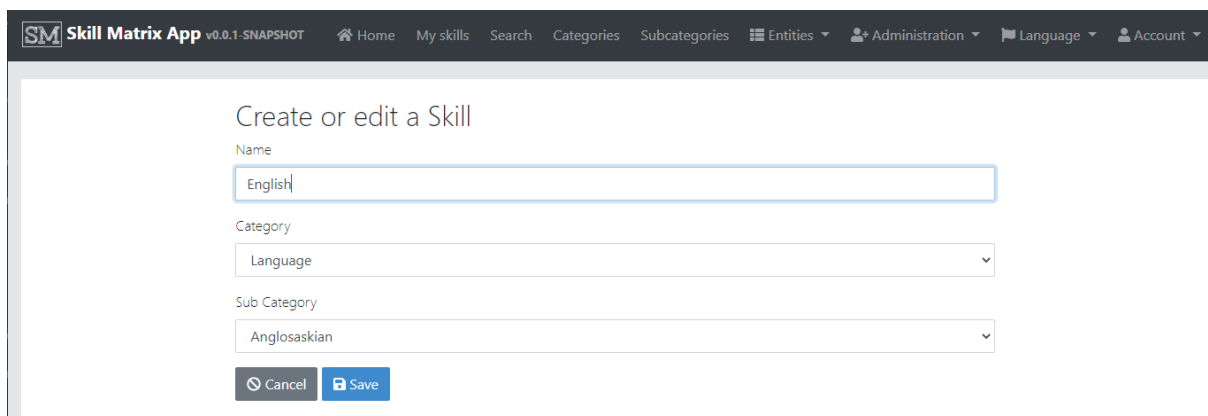 SM Skill Matrix App v0.0.1-SNAPSHOT Home My skills Search Categories Subcategories Entities Administration Language Account
Create or edit a Skill
Name
English
Category
Language
Sub Category
Anglosaskian
Cancel Save